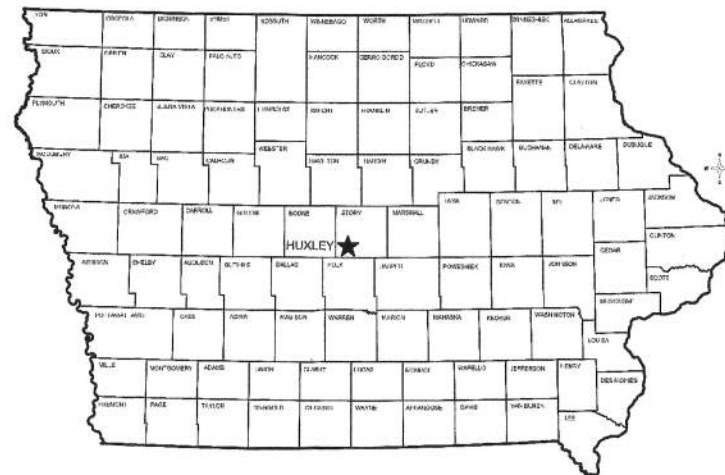 LYON OSCEOLA DICKINSON EMMET KOSSUTH WINNEBAGO WORTH MITCHELL HOWARD WINNESHIEK ALLAMAKEE
SIOUX O'BRIEN CLAY PALO ALTO HANCOCK CERRO GORDO FLOYD CHICKASAW
FAYETTE CLAYTON
PLYMOUTH CHEROKEE BUENA VISTA POCAHONTAS HUMBOLDT WRIGHT FRANKLIN BUTLER BREMER
WEBSTER BLACK HAWK BUCHANAN DELAWARE DUBUQUE
WOODBURY IDA SAC CALHOUN HAMILTON HARDIN GRUNDY
TAMA BENTON LINN JONES JACKSON
MONONA CRAWFORD CARROLL GREENE BOONE STORY MARSHALL
CLINTON
HUXLEY CEDAR
HARRISON SHELBY AUDUBON GUTHRIE DALLAS POLK JASPER POWESHIEK IOWA JOHNSON SCOTT
MUSCATINE
POTTAWATTAMIE CASS ADAIR MADISON WARREN MARION MAHASKA KEOKUK WASHINGTON
LOUISA
MILLS MONTGOMERY ADAMS UNION CLARKE LUCAS MONROE WAPELLO JEFFERSON HENRY
DES MOINES
FREMONT PAGE TAYLOR RINGGOLD DECATUR WAYNE APPANOOSE DAVIS VAN BUREN
LEE